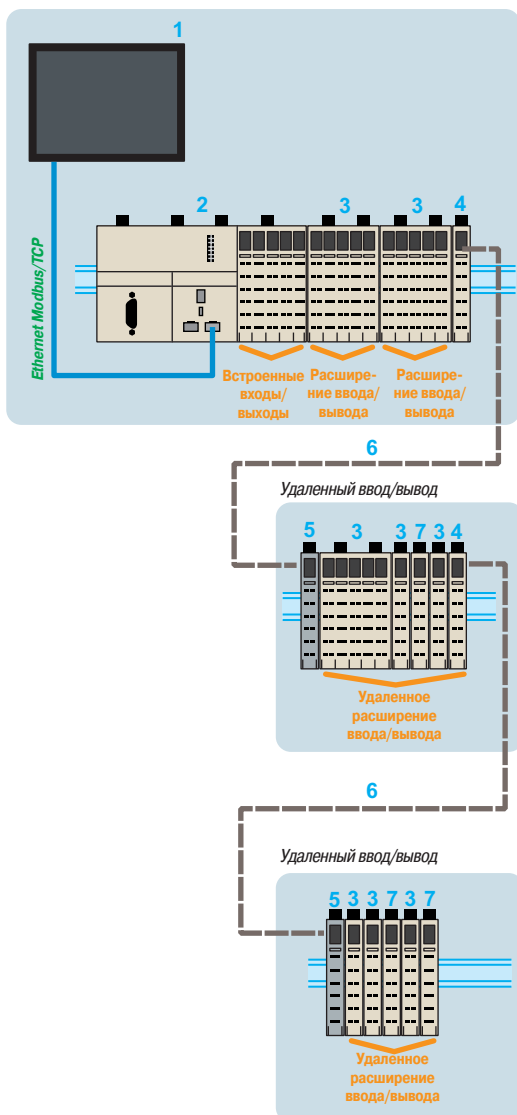 1
2 3 3 4
Ethernet Modbus/TCP
Встроенные входы/ выходы
Расшире- ние ввода/ вывода
Расшире- ние ввода/ вывода
6
Удаленный ввод/вывод
5 3 3 7 3 4
Удаленное
расширение
ввода/вывода
6
Удаленный ввод/вывод
5 3 3 7 3 7
Удаленное
расширение
ввода/вывода